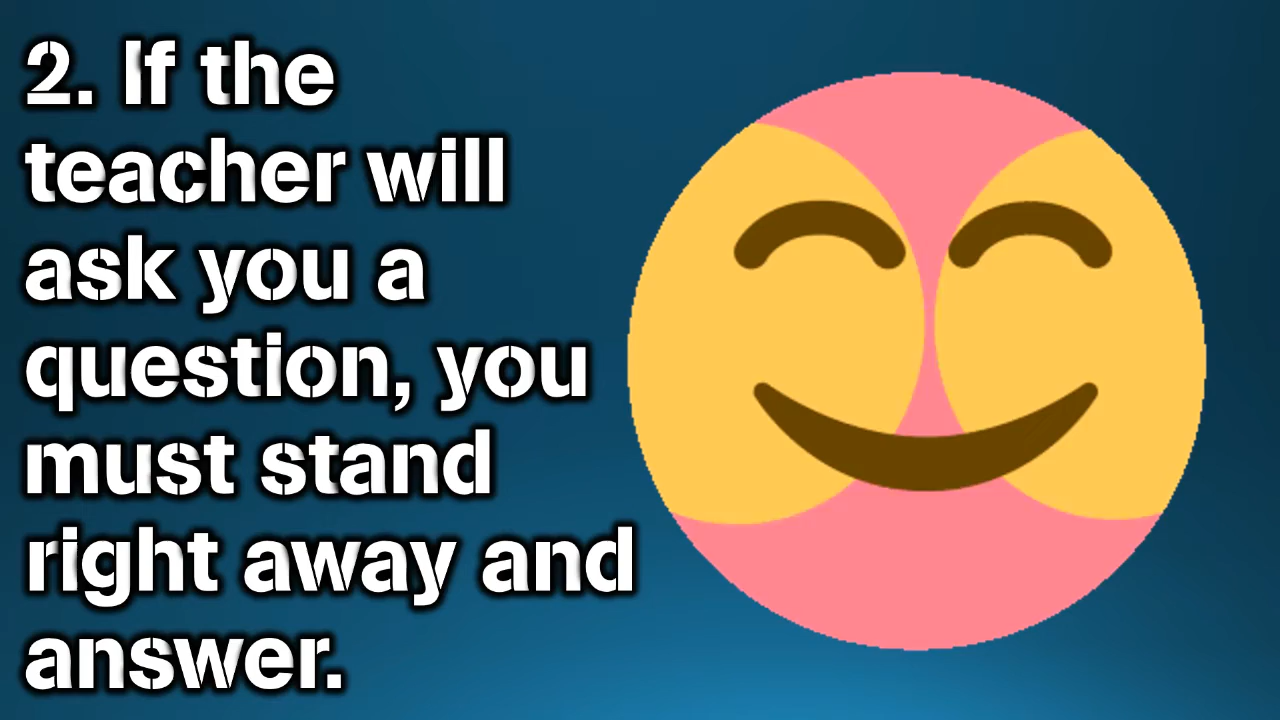 2. If the
teacher will
ask you a
question, you
must stand
right away and
answer.